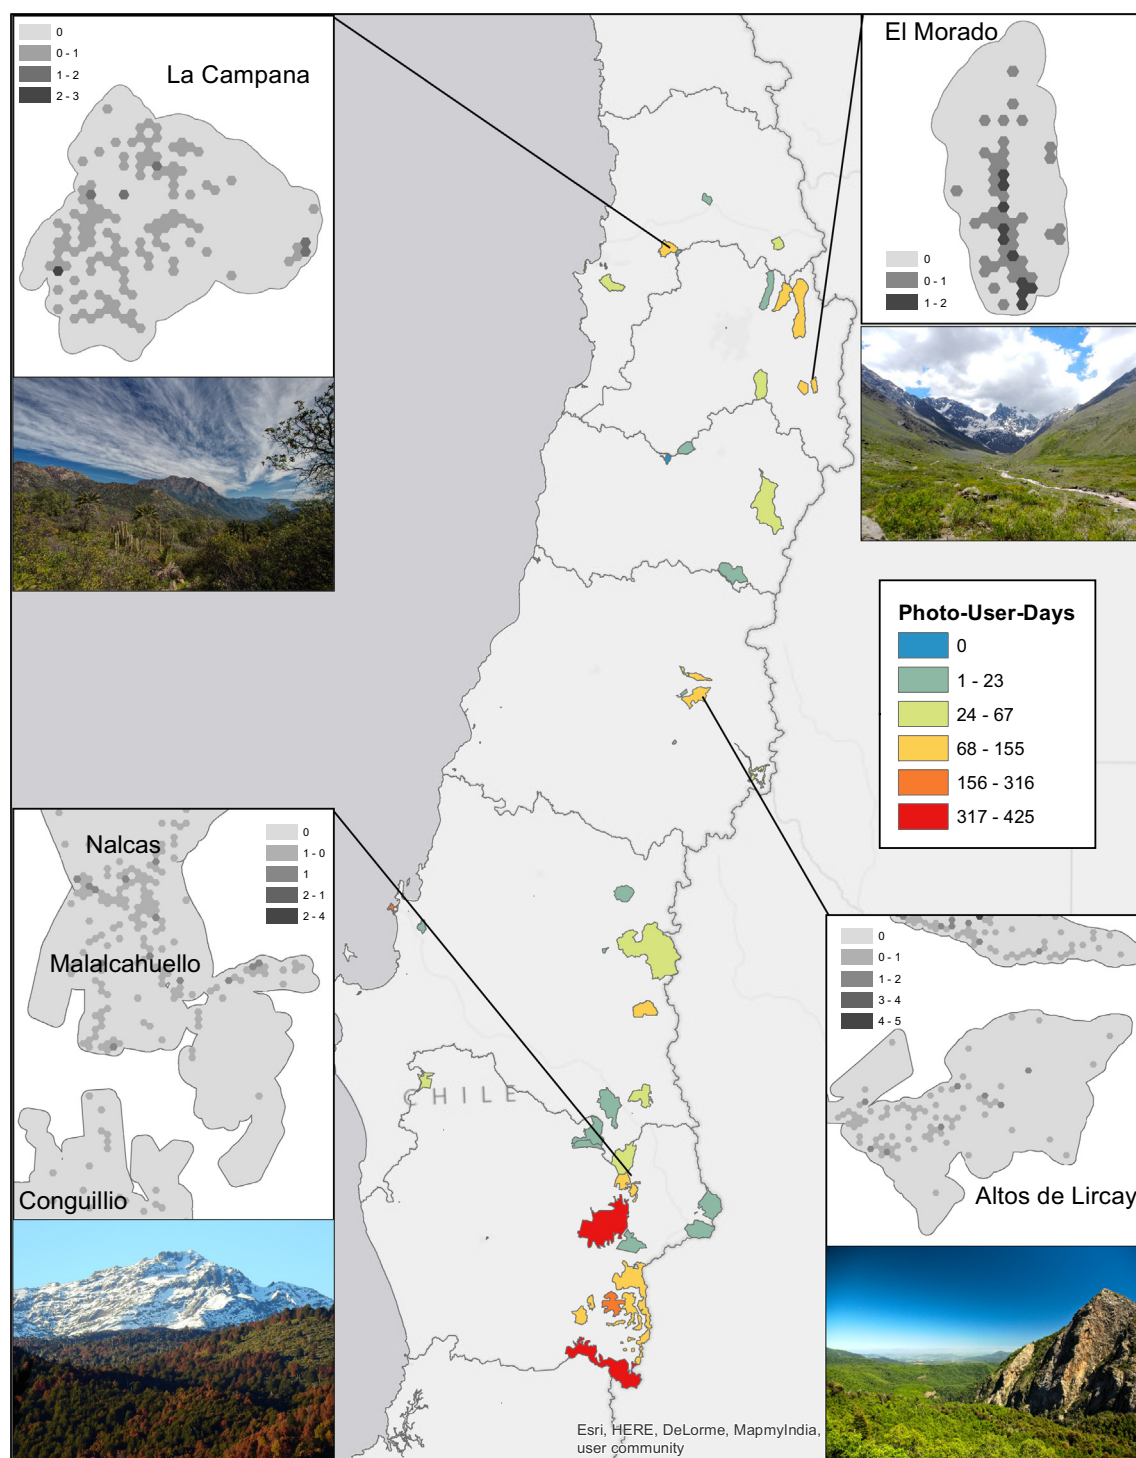 0
0 - 1
1 - 2
2 - 3
La Campana
El Morado
0
0 - 1
1 - 2
Photo-User-Days
0
1 - 23
24 - 67
68 - 155
156 - 316
317 - 425
Nalcas
Malalcahuello
Conguillio
0
1 - 0
1
2 - 1
2 - 4
CHILE
0
0 - 1
1 - 2
3 - 4
4 - 5
Altos de Lircay
Esri, HERE, DeLorme, MapmyIndia,
user community